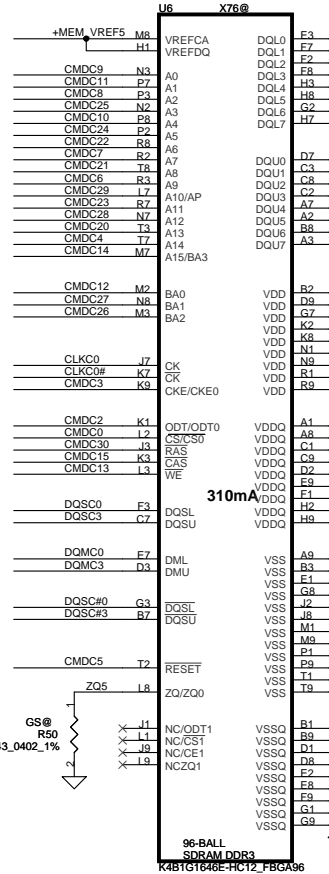 U6 X76@
+MEM_VREF5 M8 VREFCA DQL0 E3
H1 VREFDQ DQL1 F7
DQL2 F2
CMDC9 N3 A0 DQL3 F8
CMDC11 P7 A1 DQL4 H3
CMDC8 P3 A2 DQL5 H8
CMDC25 N2 A3 DQL6 G2
CMDC10 P8 A4 DQL7 H7
CMDC24 P2 A5
CMDC22 R8 A6
CMDC7 R2 A7 DQU0 D7
CMDC21 T8 A8 DQU1 C3
CMDC6 R3 A9 DQU2 C8
CMDC29 L7 A10/AP DQU3 C2
CMDC23 R7 A11 DQU4 A7
CMDC28 N7 A12 DQU5 A2
CMDC20 T3 A13 DQU6 B8
CMDC4 T7 A14 DQU7 A3
CMDC14 M7 A15/BA3
CMDC12 M2 BA0 VDD B2
CMDC27 N8 BA1 VDD D9
CMDC26 M3 BA2 VDD G7
VDD K2
VDD K8
VDD N1
CLKC0 J7 CK VDD N9
CLKC0# K7 CK VDD R1
CMDC3 K9 CKE/CKE0 VDD R9
CMDC2 K1 ODT/ODT0 VDDQ A1
CMDC0 L2 CS/CS0 VDDQ A8
CMDC30 J3 RAS VDDQ C1
CMDC15 K3 CAS VDDQ C9
CMDC13 L3 WE VDDQ D2
VDDQ E9
310mA VDDQ F1
DQSC0 F3 DQSL VDDQ H2
DQSC3 C7 DQSU VDDQ H9
DQMC0 E7 DML VSS A9
DQMC3 D3 DMU VSS B3
VSS E1
VSS G8
DQSC#0 G3 DQSL VSS J2
DQSC#3 B7 DQSU VSS J8
VSS M1
VSS M9
VSS P1
CMDC5 T2 RESET VSS P9
VSS T1
ZQ5 L8 ZQ/ZQ0 VSS T9
1
GS@ J1 NC/ODT1 VSSQ B1
R50 L1 NC/CS1 VSSQ B9
43_0402_1% J9 NC/CE1 VSSQ D1
2 L9 NCZQ1 VSSQ D8
VSSQ E2
VSSQ E8
VSSQ F9
VSSQ G1
VSSQ G9
96-BALL
SDRAM DDR3
K4B1G1646E-HC12_FBGA96